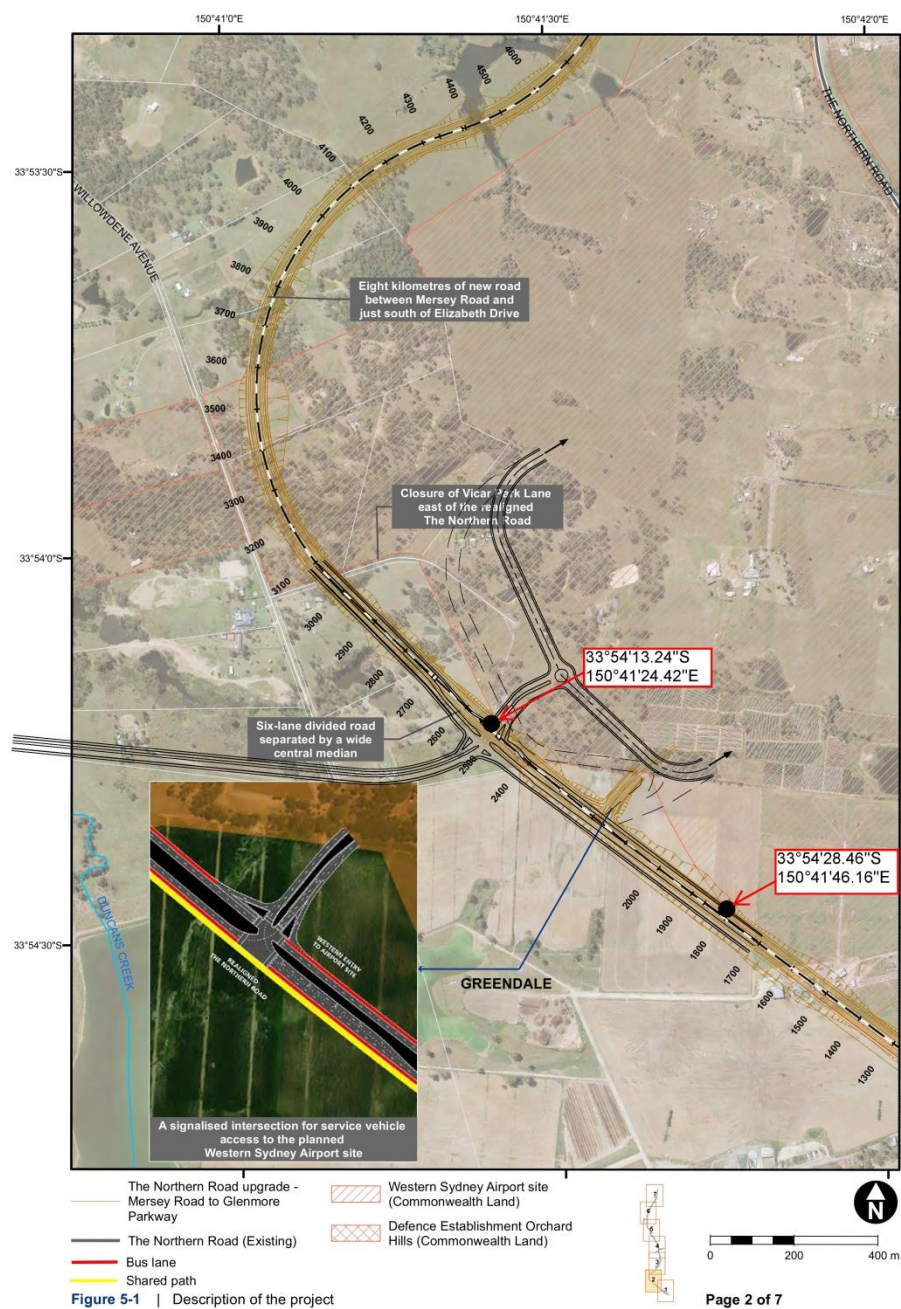 150°41'0"E
150°41'30"E
150°42'0"E
4600
4500
4400
4300
4200
4100
4000
3900
3800
3700
3600
3500
3400
3300
3200
3100
3000
2900
2800
2700
2600
2500
2400
2000
1900
1800
1700
1600
1500
1400
1300
THE NORTHERN ROAD
33°53'30"S
WILLOWDENE AVENUE
Eight kilometres of new road
between Mersey Road and
just south of Elizabeth Drive
Closure of Vicar Park Lane
east of the realigned
The Northern Road
33°54'0"S
33°54'13.24"S
150°41'24.42"E
Six-lane divided road
separated by a wide
central median
33°54'28.46"S
150°41'46.16"E
33°54'30"S
DUNCANS CREEK
GREENDALE
WESTERN ENTRY
TO AIRPORT SITE
REALIGNED
THE NORTHERN ROAD
A signalised intersection for service vehicle
access to the planned
Western Sydney Airport site
The Northern Road upgrade -
Mersey Road to Glenmore
Parkway
The Northern Road (Existing)
Bus lane
Shared path
Western Sydney Airport site
(Commonwealth Land)
Defence Establishment Orchard
Hills (Commonwealth Land)
7
6
5
4
3
2
1
N
0 200 400 m
Figure 5-1 | Description of the project
Page 2 of 7